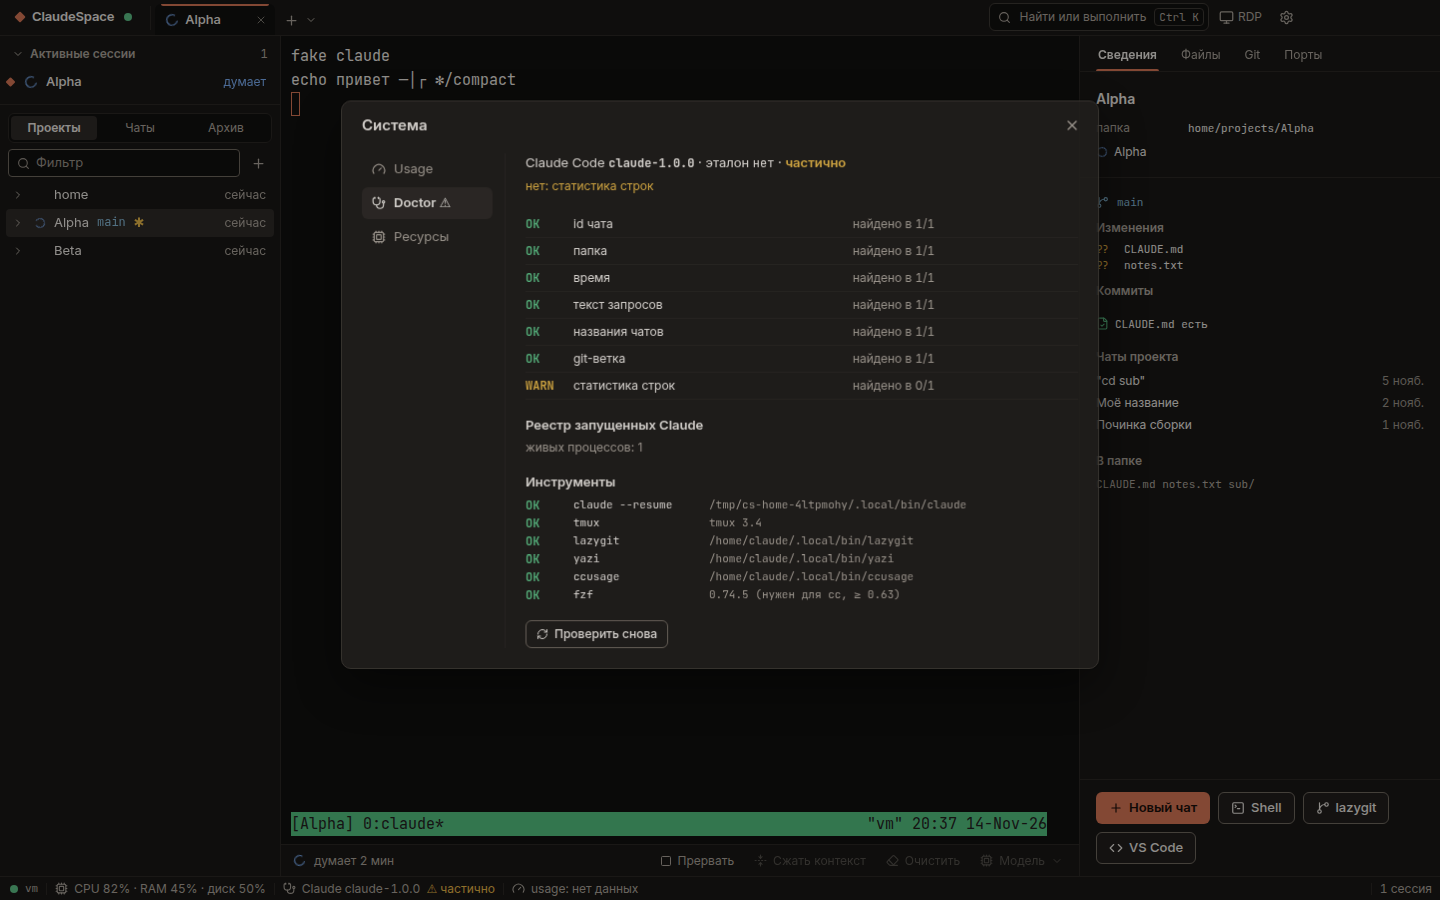 ClaudeSpace
Alpha
Найти или выполнить Ctrl K
RDP
Активные сессии 1
Alpha думает
Проекты Чаты Архив
Фильтр
home сейчас
Alpha main ✱ сейчас
Beta сейчас
fake claude
echo привет ─│┌ ✻/compact
Система
Usage
Doctor ⚠
Ресурсы
Claude Code claude-1.0.0 · эталон нет · частично
нет: статистика строк
OK id чата найдено в 1/1
OK папка найдено в 1/1
OK время найдено в 1/1
OK текст запросов найдено в 1/1
OK названия чатов найдено в 1/1
OK git-ветка найдено в 1/1
WARN статистика строк найдено в 0/1
Реестр запущенных Claude
живых процессов: 1
Инструменты
OK claude --resume /tmp/cs-home-4ltpmohy/.local/bin/claude
OK tmux tmux 3.4
OK lazygit /home/claude/.local/bin/lazygit
OK yazi /home/claude/.local/bin/yazi
OK ccusage /home/claude/.local/bin/ccusage
OK fzf 0.74.5 (нужен для cc, ≥ 0.63)
Проверить снова
[Alpha] 0:claude* "vm" 20:37 14-Nov-26
думает 2 мин
Прервать Сжать контекст Очистить Модель
Сведения Файлы Git Порты
Alpha
папка home/projects/Alpha
Alpha
main
Изменения
?? CLAUDE.md
?? notes.txt
Коммиты
CLAUDE.md есть
Чаты проекта
"cd sub" 5 нояб.
Моё название 2 нояб.
Починка сборки 1 нояб.
В папке
CLAUDE.md notes.txt sub/
Новый чат Shell lazygit
VS Code
vm CPU 82% · RAM 45% · диск 50% Claude claude-1.0.0 ⚠ частично usage: нет данных 1 сессия